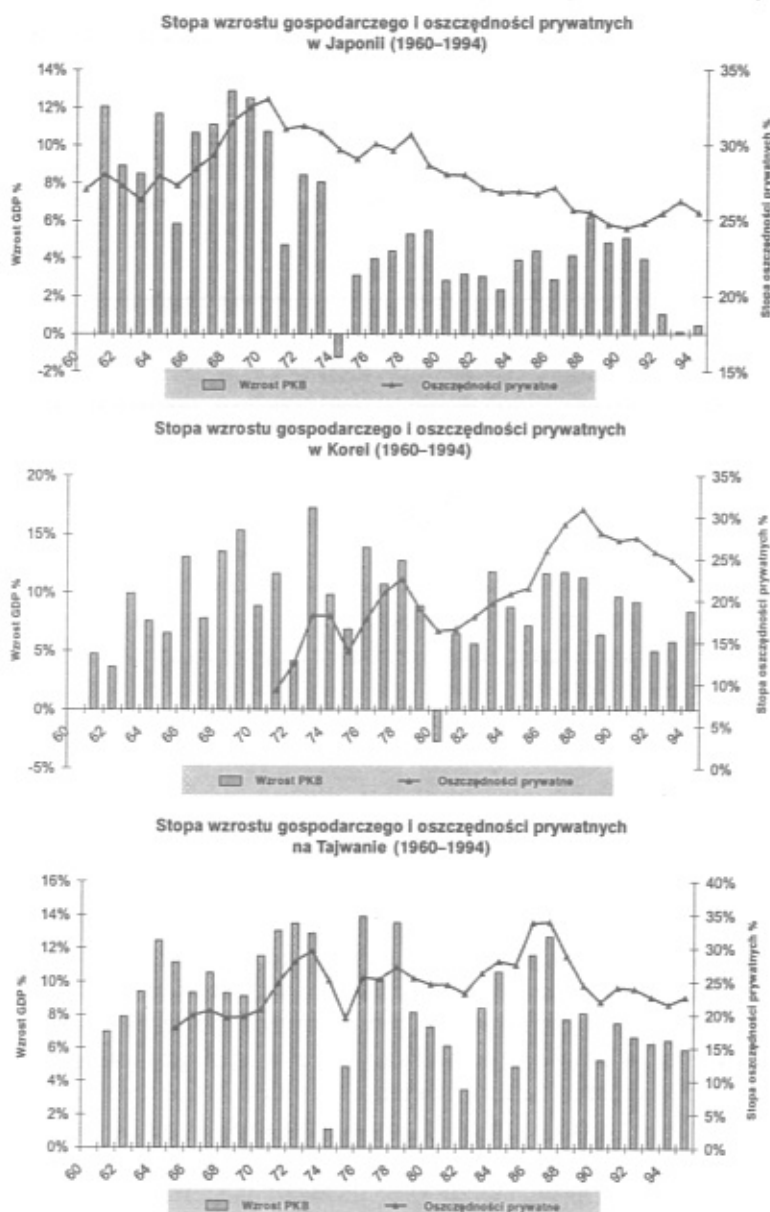 Stopa wzrostu gospodarczego i oszczędności prywatnych
w Japonii (1960–1994)
14%
12%
10%
8%
6%
4%
2%
0%
-2%
Wzrost GDP %
35%
30%
25%
20%
15%
Stopa oszczędności prywatnych %
60 62 64 66 68 70 72 74 76 78 80 82 84 86 88 90 92 94
Wzrost PKB Oszczędności prywatne
Stopa wzrostu gospodarczego i oszczędności prywatnych
w Korei (1960–1994)
20%
15%
10%
5%
0%
-5%
Wzrost GDP %
35%
30%
25%
20%
15%
10%
5%
0%
Stopa oszczędności prywatnych %
60 62 64 66 68 70 72 74 76 78 80 82 84 86 88 90 92 94
Wzrost PKB Oszczędności prywatne
Stopa wzrostu gospodarczego i oszczędności prywatnych
na Tajwanie (1960–1994)
16%
14%
12%
10%
8%
6%
4%
2%
0%
Wzrost GDP %
40%
35%
30%
25%
20%
15%
10%
5%
0%
Stopa oszczędności prywatnych %
60 62 64 66 68 70 72 74 76 78 80 82 84 86 88 90 92 94
Wzrost PKB Oszczędności prywatne